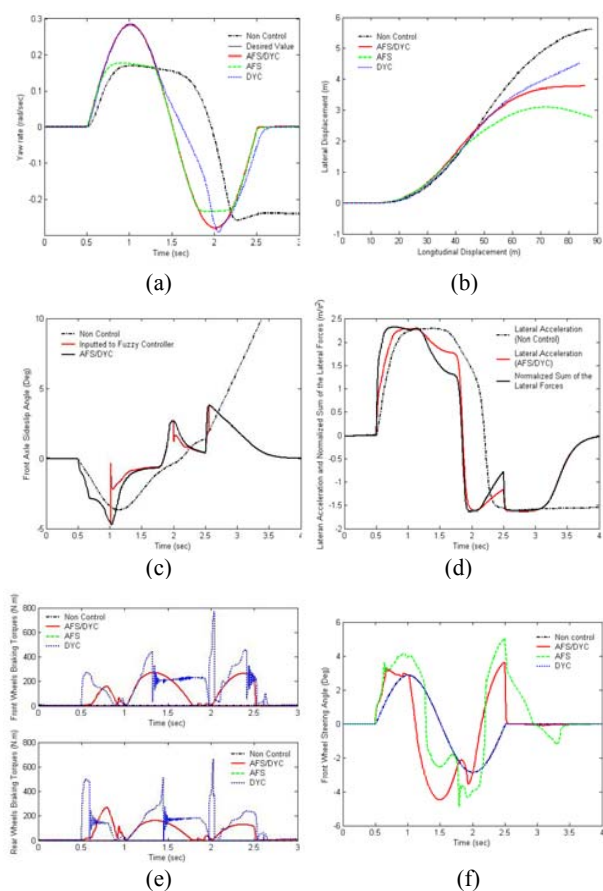 0.3
0.2
0
-0.2
0 0.5 1 1.5 2 2.5 3
Yaw rate (rad/sec)
Time (sec)
Non Control
Desired Value
AFS/DYC
AFS
DYC
(a)
6
5
4
3
2
1
0
-1
0 10 20 30 40 50 60 70 80 90
Lateral Displacement (m)
Longitudinal Displacement (m)
Non Control
AFS/DYC
AFS
DYC
(b)
10
5
0
-5
0 0.5 1 1.5 2 2.5 3 3.5 4
Front Axle Sideslip Angle (Deg)
Time (sec)
Non Control
Inputted to Fuzzy Controller
AFS/DYC
(c)
2.5
2
1.5
1
0.5
0
-0.5
-1
-1.5
-2
0 0.5 1 1.5 2 2.5 3 3.5 4
Lateran Acceleration and Normalized Sum of the Lateral Forces (m/s²)
Time (sec)
Lateral Acceleration
(Non Control)
Lateral Acceleration
(AFS/DYC)
Normalized Sum of the
Lateral Forces
(d)
800
600
400
200
0
0 0.5 1 1.5 2 2.5 3
Front Wheels Braking Torques (N.m)
Non Control
AFS/DYC
AFS
DYC
800
600
400
200
0
0 0.5 1 1.5 2 2.5 3
Rear Wheels Braking Torques (N.m)
Time (sec)
Non Control
AFS/DYC
AFS
DYC
(e)
6
4
2
0
-2
-4
-6
0 0.5 1 1.5 2 2.5 3 3.5 4
Front Wheel Steering Angle (Deg)
Time (sec)
Non control
AFS/DYC
AFS
DYC
(f)